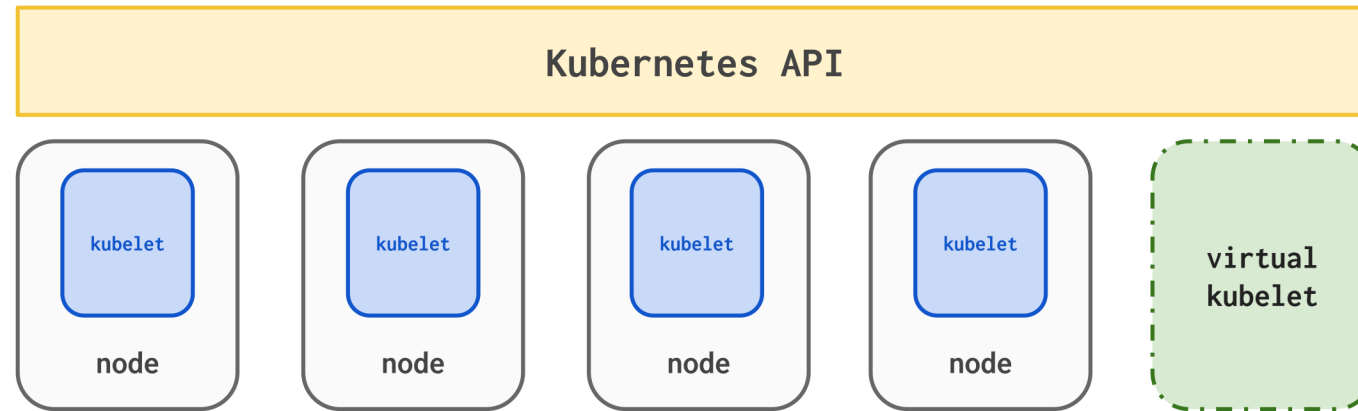 Kubernetes API
kubelet
kubelet
kubelet
kubelet
virtual
kubelet
node
node
node
node